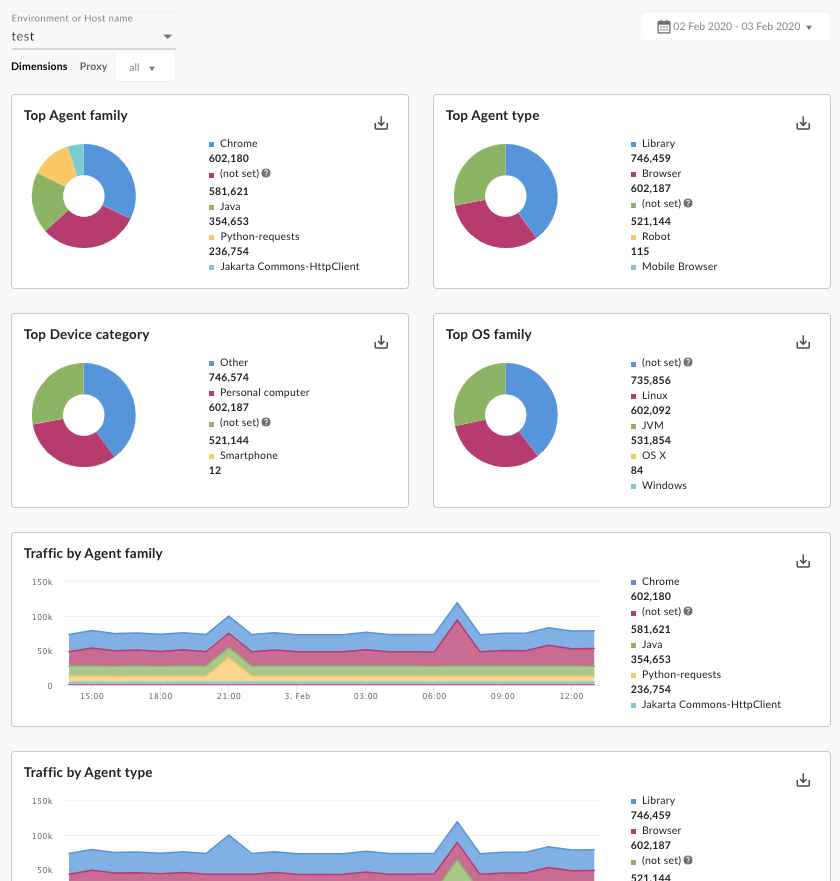 Environment or Host name
test
02 Feb 2020 - 03 Feb 2020
Dimensions Proxy all
Top Agent family
Chrome
602,180
(not set)
581,621
Java
354,653
Python-requests
236,754
Jakarta Commons-HttpClient
Top Agent type
Library
746,459
Browser
602,187
(not set)
521,144
Robot
115
Mobile Browser
Top Device category
Other
746,574
Personal computer
602,187
(not set)
521,144
Smartphone
12
Top OS family
(not set)
735,856
Linux
602,092
JVM
531,854
OS X
84
Windows
Traffic by Agent family
150k
100k
50k
0
15:00 18:00 21:00 3. Feb 03:00 06:00 09:00 12:00
Chrome
602,180
(not set)
581,621
Java
354,653
Python-requests
236,754
Jakarta Commons-HttpClient
Traffic by Agent type
150k
100k
50k
Library
746,459
Browser
602,187
(not set)
521,144